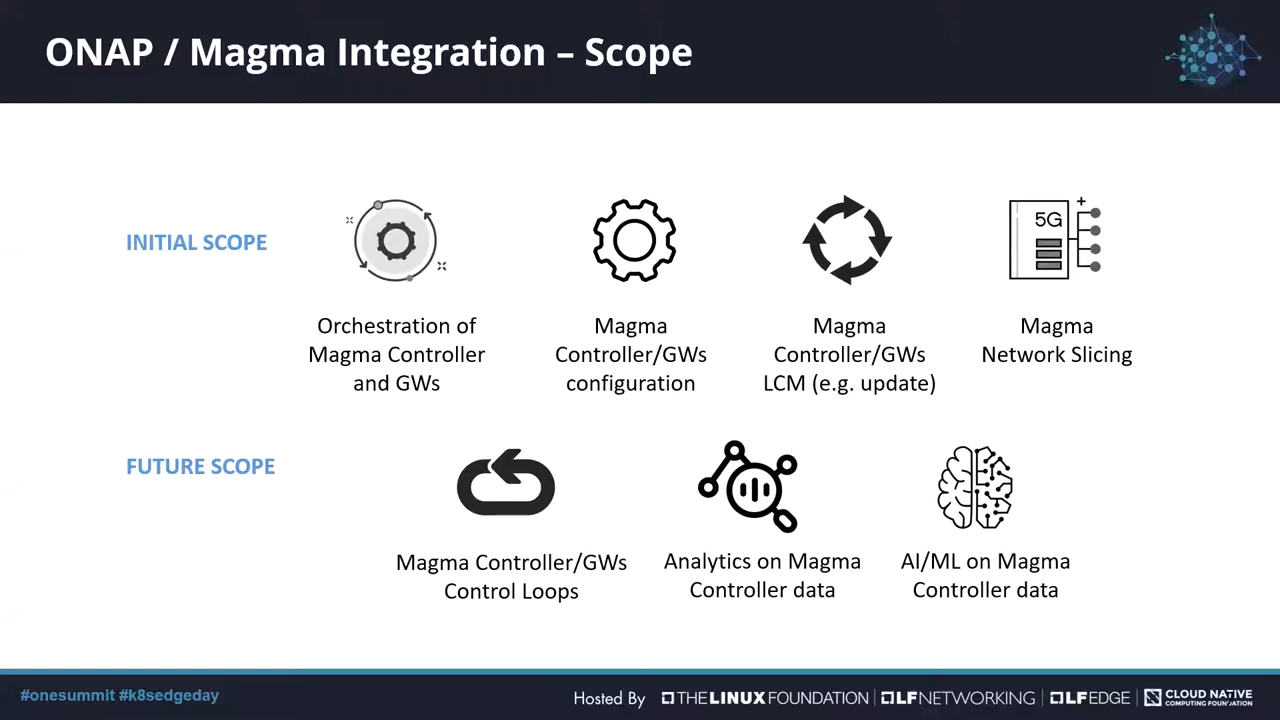 ONAP / Magma Integration – Scope
INITIAL SCOPE
5G
Orchestration of
Magma Controller
and GWs
Magma
Controller/GWs
configuration
Magma
Controller/GWs
LCM (e.g. update)
Magma
Network Slicing
FUTURE SCOPE
Magma Controller/GWs
Control Loops
Analytics on Magma
Controller data
AI/ML on Magma
Controller data
#onesummit #k8sedgeday
Hosted By
THE LINUX FOUNDATION
LF NETWORKING
LF EDGE
CLOUD NATIVE
COMPUTING FOUNDATION